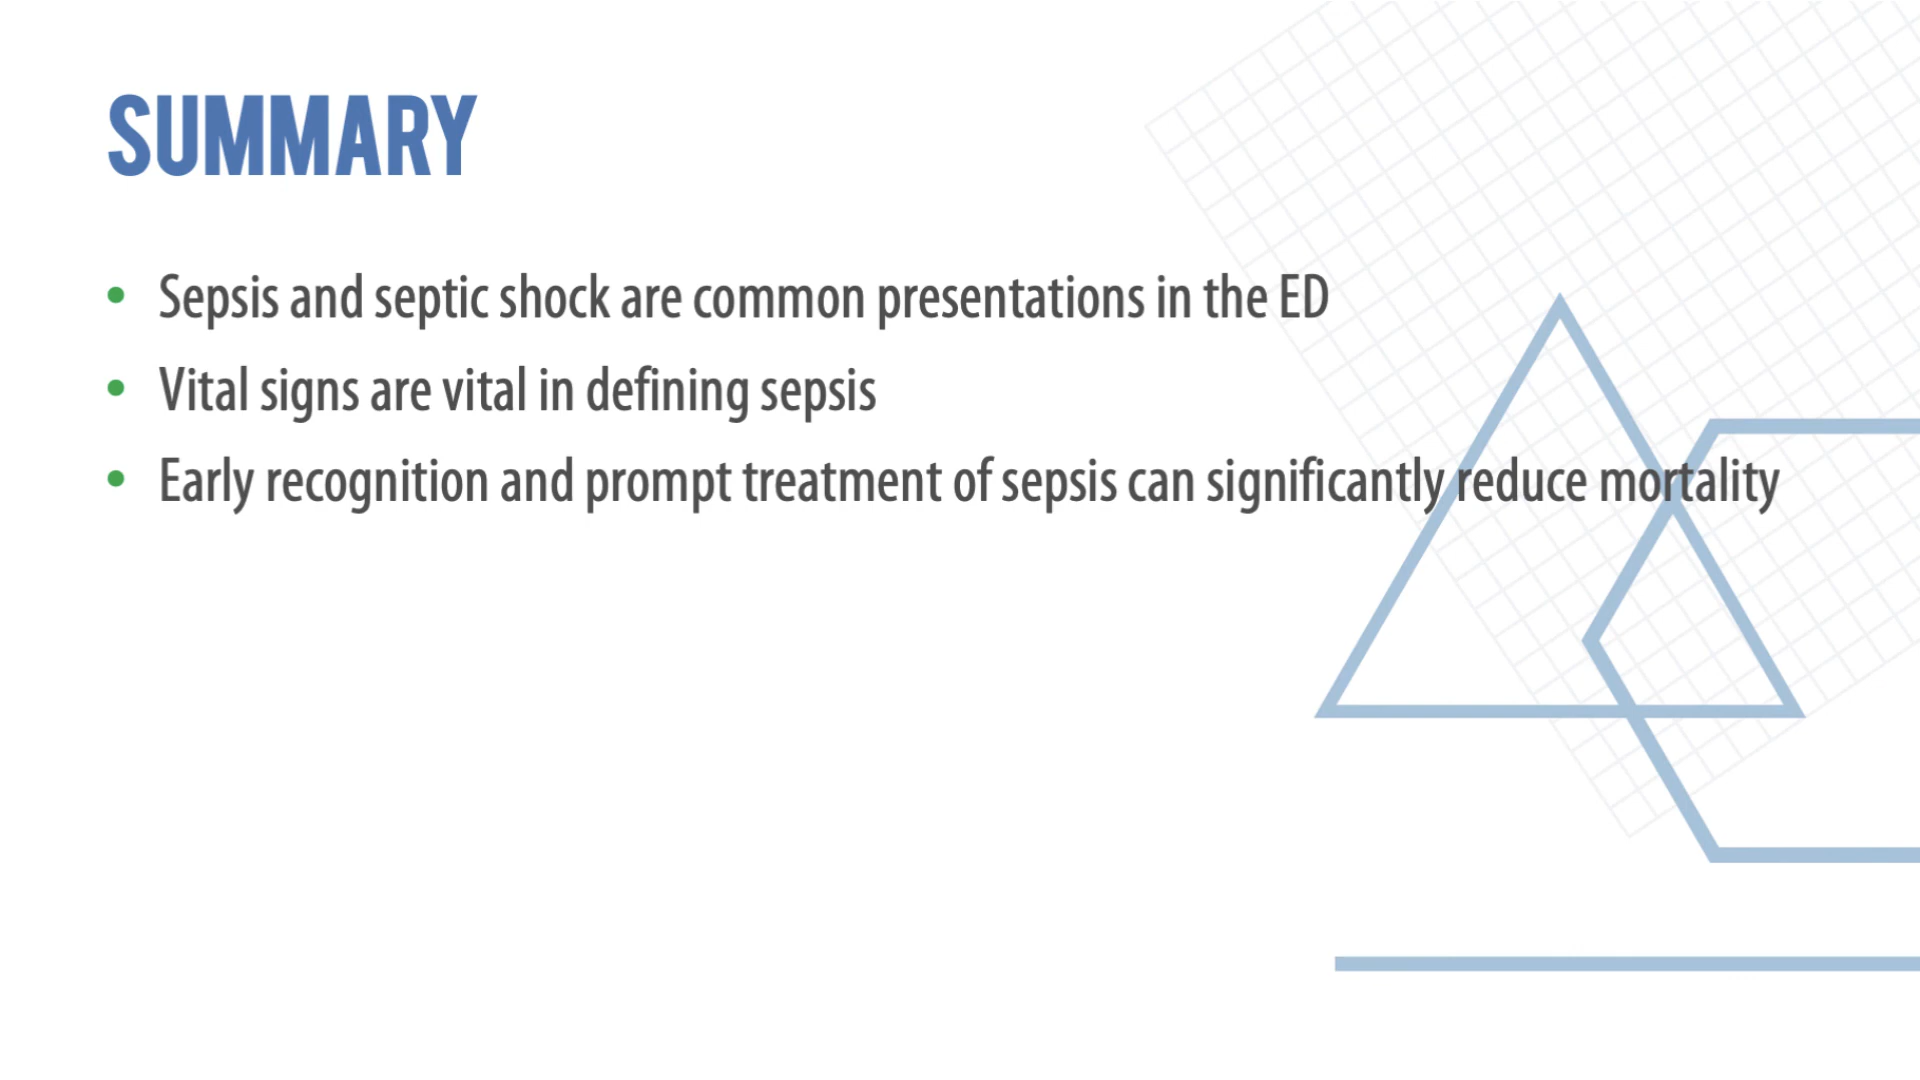 SUMMARY
• Sepsis and septic shock are common presentations in the ED
• Vital signs are vital in defining sepsis
• Early recognition and prompt treatment of sepsis can significantly reduce mortality